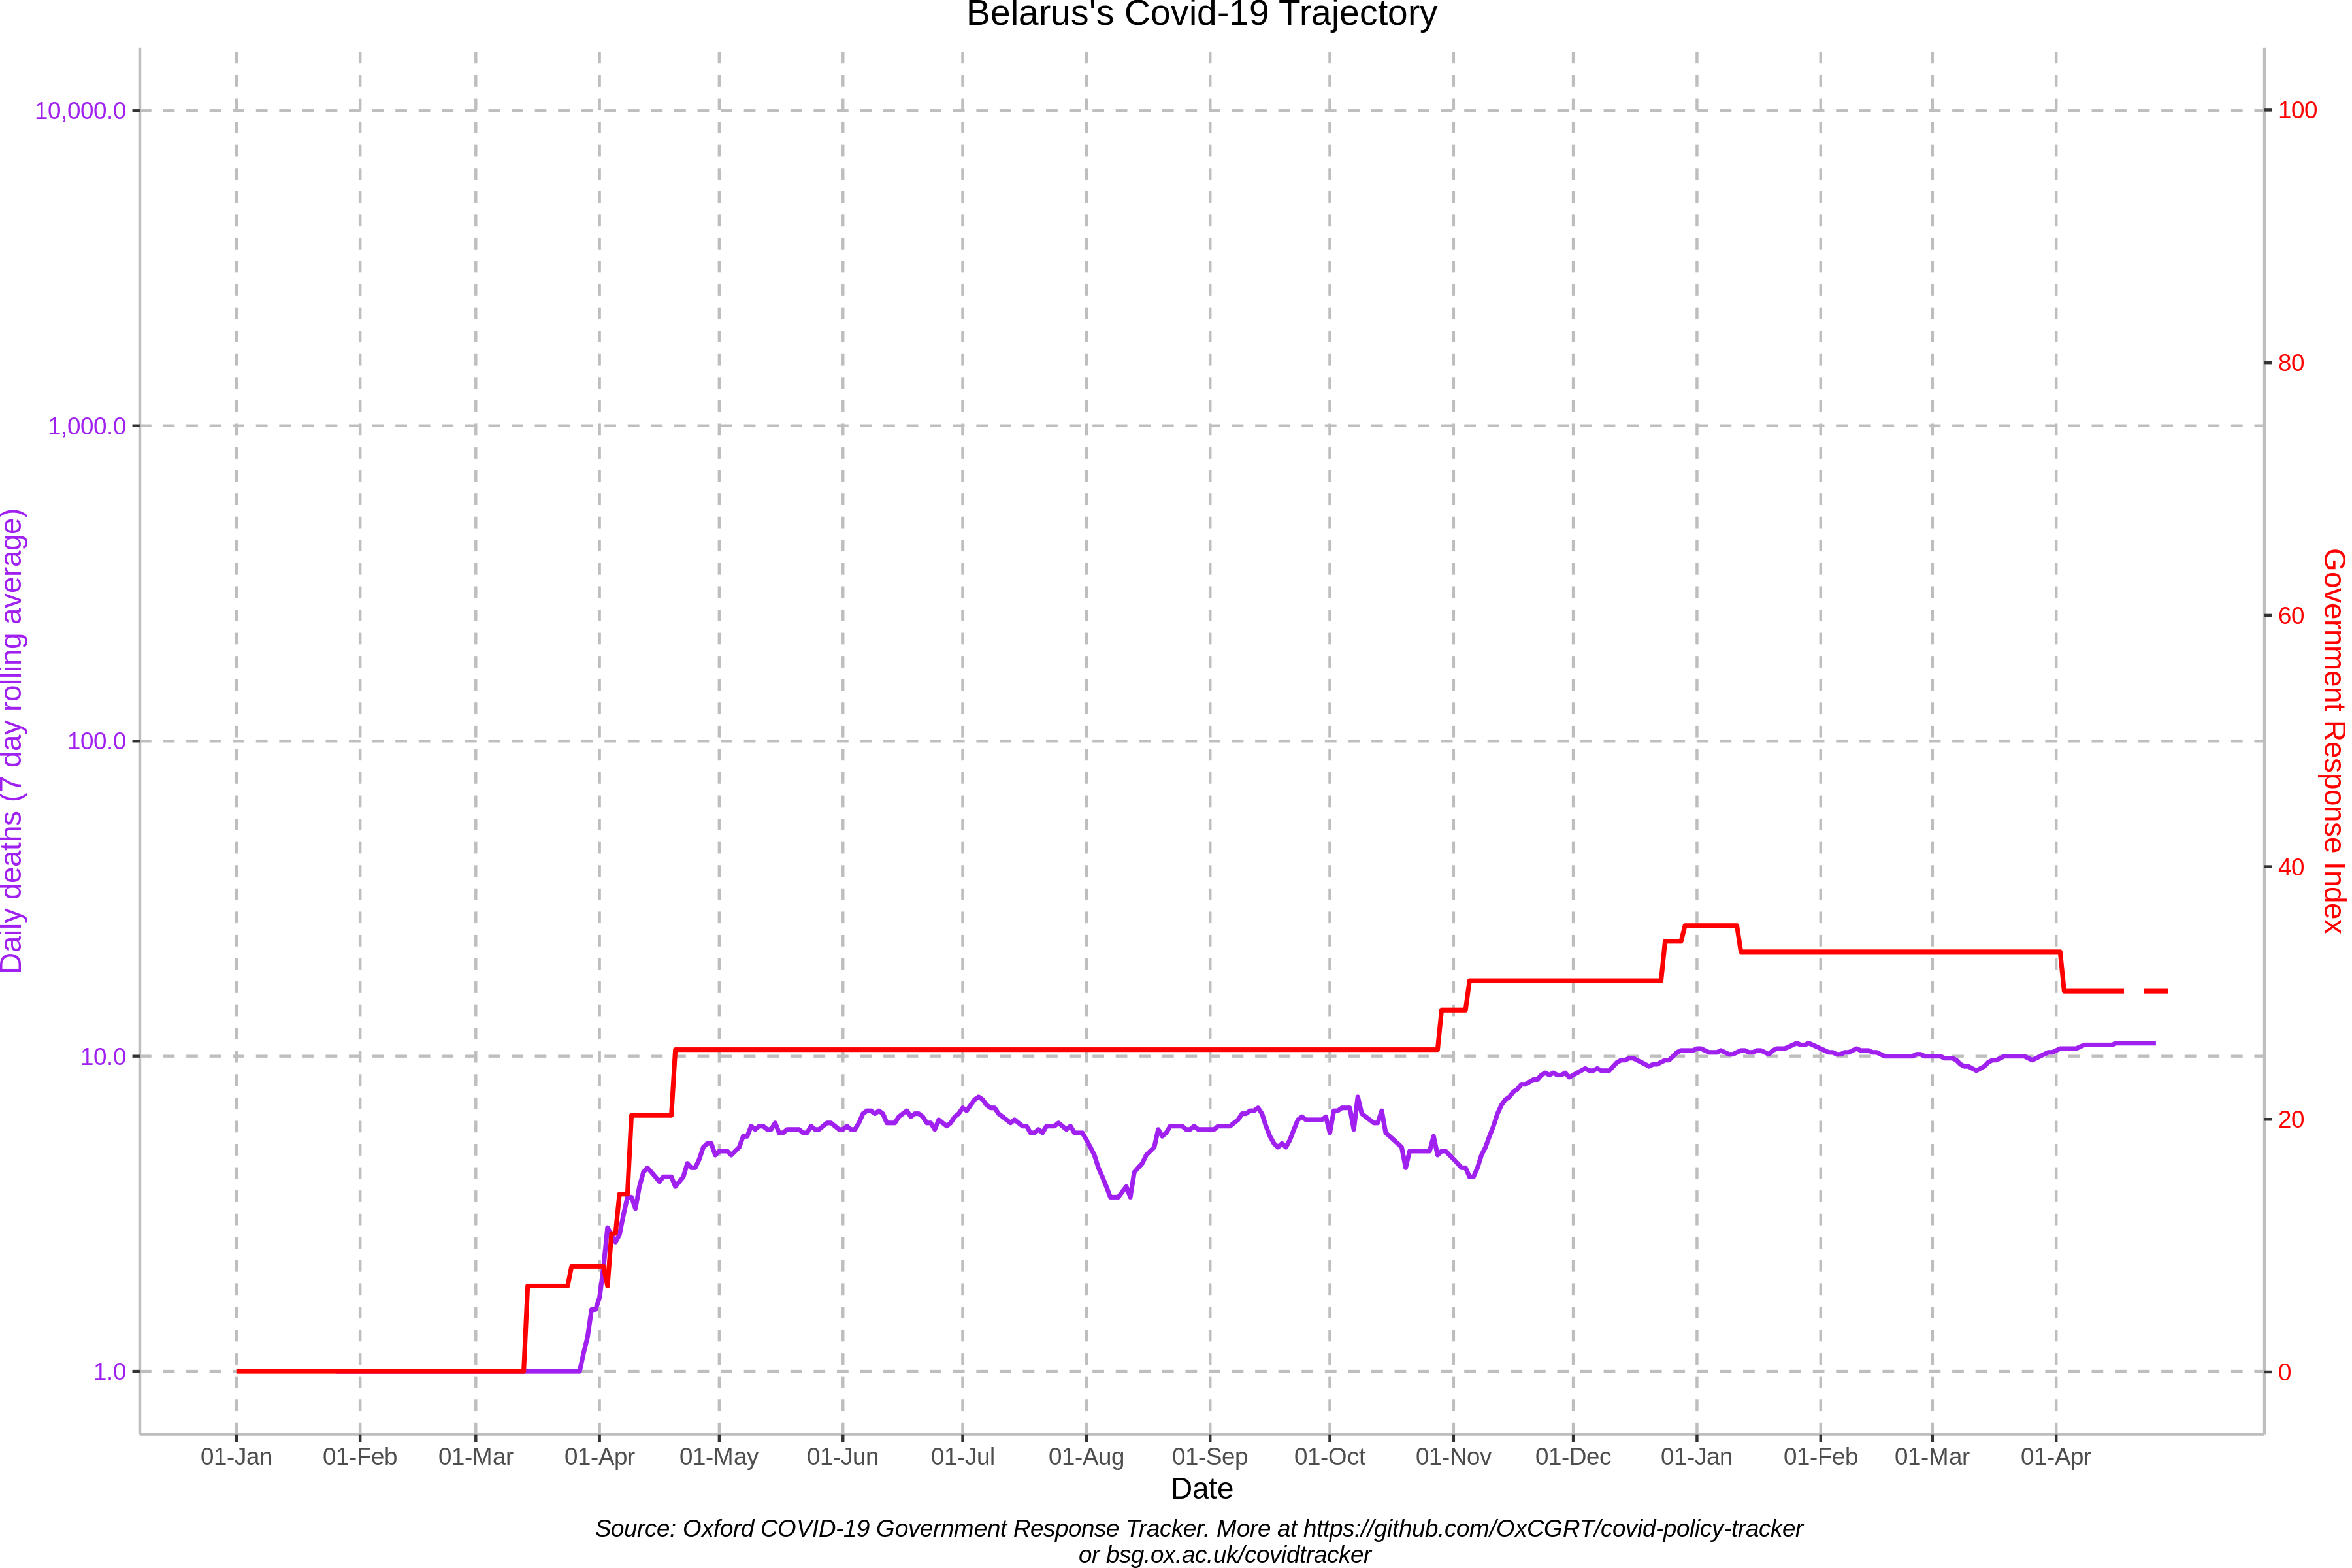 Belarus's Covid-19 Trajectory
10,000.0
1,000.0
100.0
10.0
1.0
Daily deaths (7 day rolling average)
100
80
60
40
20
0
Government Response Index
01-Jan 01-Feb 01-Mar 01-Apr 01-May 01-Jun 01-Jul 01-Aug 01-Sep 01-Oct 01-Nov 01-Dec 01-Jan 01-Feb 01-Mar 01-Apr
Date
Source: Oxford COVID-19 Government Response Tracker. More at https://github.com/OxCGRT/covid-policy-tracker
or bsg.ox.ac.uk/covidtracker